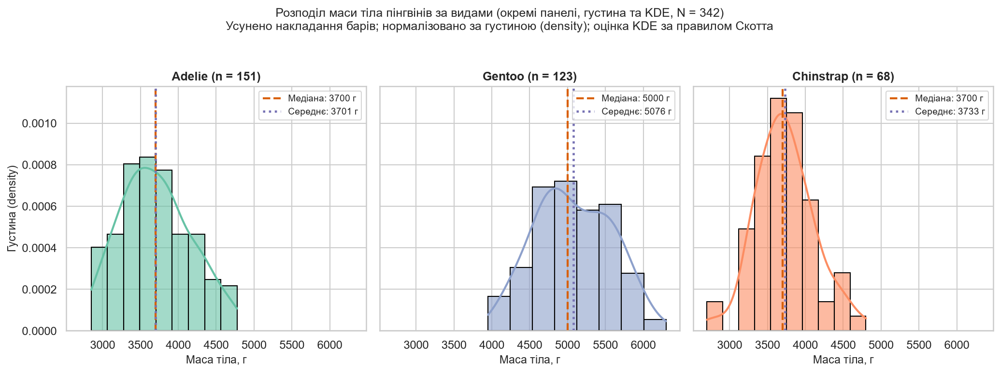 Розподіл маси тіла пінгвінів за видами (окремі панелі, густина та KDE, N = 342)
Усунено накладання барів; нормалізовано за густиною (density); оцінка KDE за правилом Скотта
Adelie (n = 151)
Медіана: 3700 г
Середнє: 3701 г
Густина (density)
0.0010
0.0008
0.0006
0.0004
0.0002
0.0000
3000 3500 4000 4500 5000 5500 6000
Маса тіла, г
Gentoo (n = 123)
Медіана: 5000 г
Середнє: 5076 г
3000 3500 4000 4500 5000 5500 6000
Маса тіла, г
Chinstrap (n = 68)
Медіана: 3700 г
Середнє: 3733 г
3000 3500 4000 4500 5000 5500 6000
Маса тіла, г